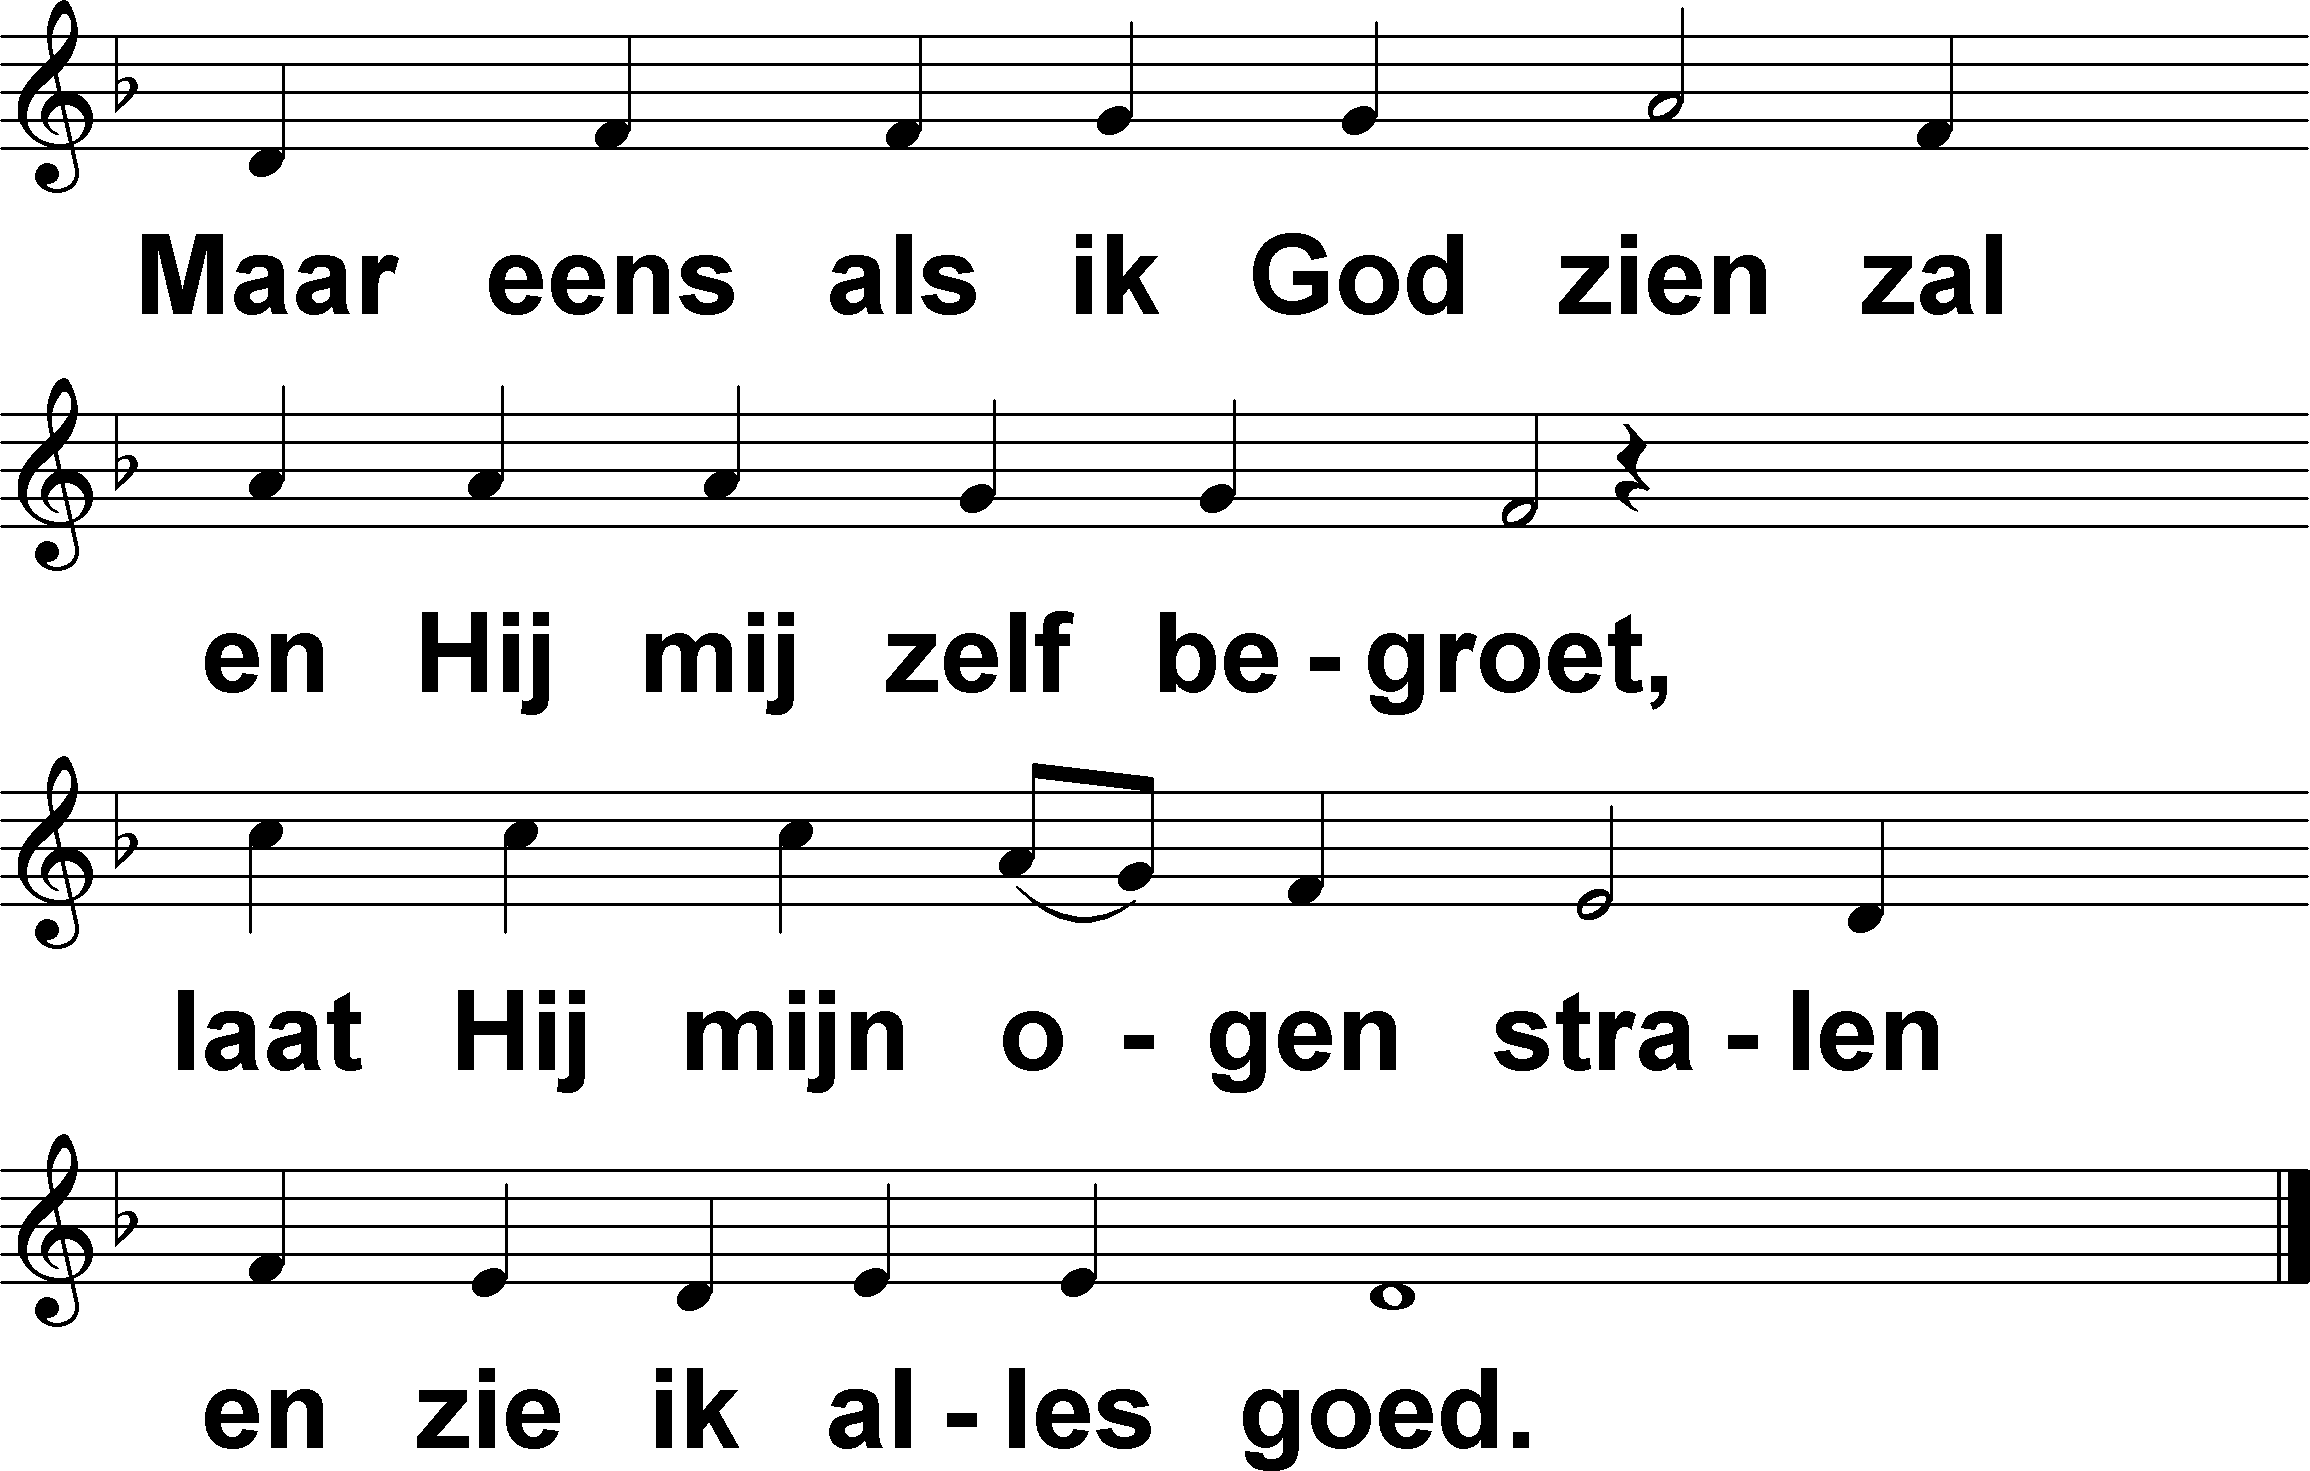 Maar eens als ik God zien zal
en Hij mij zelf be - groet,
laat Hij mijn o - gen stra - len
en zie ik al - les goed.